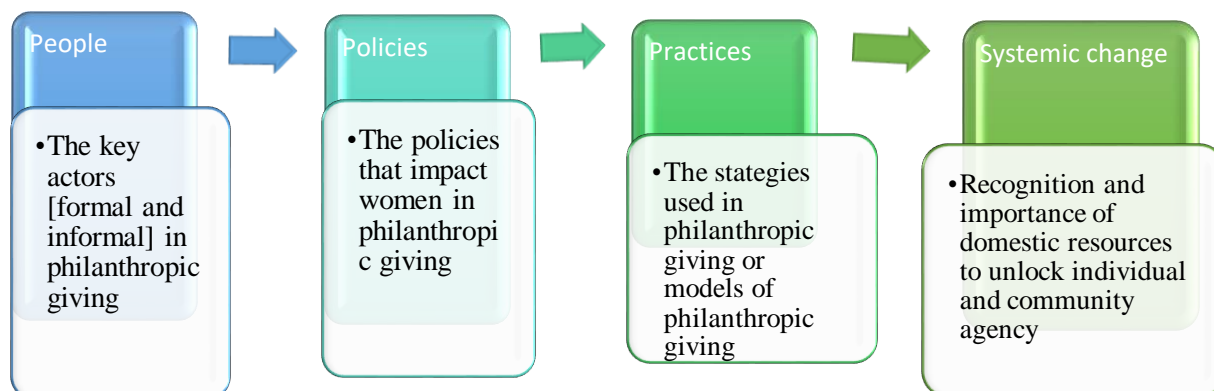 People
•The key
actors
[formal and
informal] in
philanthropic
giving
Policies
•The policies
that impact
women in
philanthropi
c giving
Practices
•The stategies
used in
philanthropic
giving or
models of
philanthropic
giving
Systemic change
•Recognition and
importance of
domestic resources
to unlock individual
and community
agency